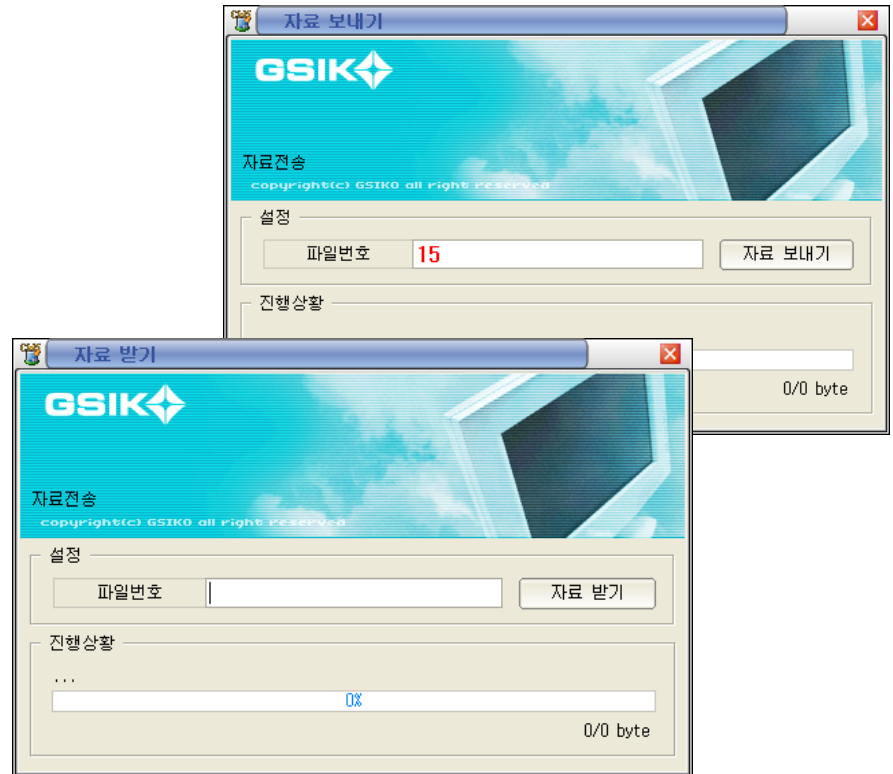 자료 보내기
GSIK
자료전송
copyright(c) GSIKO all right reserved
설정
파일번호 15 자료 보내기
진행상황
0/0 byte
자료 받기
GSIK
자료전송
copyright(c) GSIKO all right reserved
설정
파일번호 자료 받기
진행상황
...
0%
0/0 byte